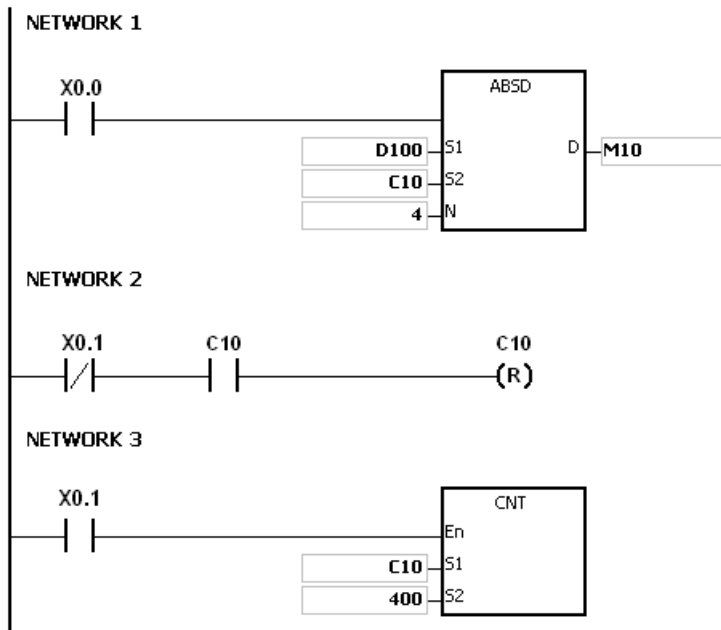 NETWORK 1
X0.0
ABSD
D100 S1 D M10
C10 S2
4 N
NETWORK 2
X0.1 C10 C10
(R)
NETWORK 3
X0.1
CNT
En
C10 S1
400 S2